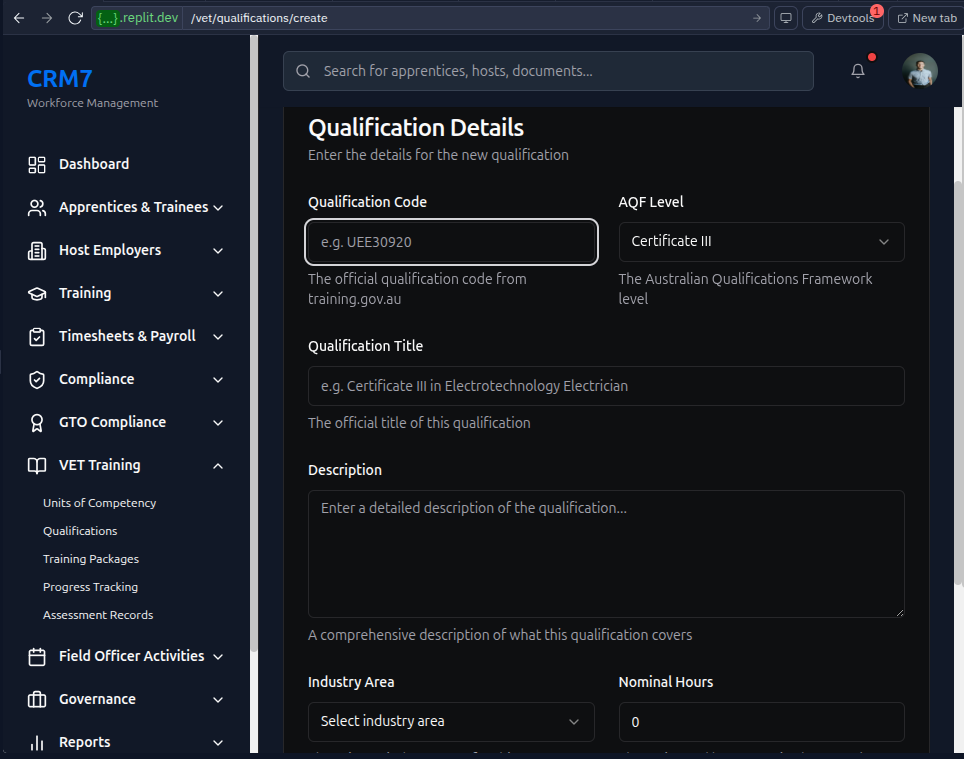 {...}.replit.dev /vet/qualifications/create
Devtools 1
New tab
CRM7
Workforce Management
Dashboard
Apprentices & Trainees
Host Employers
Training
Timesheets & Payroll
Compliance
GTO Compliance
VET Training
Units of Competency
Qualifications
Training Packages
Progress Tracking
Assessment Records
Field Officer Activities
Governance
Reports
Search for apprentices, hosts, documents...
Qualification Details
Enter the details for the new qualification
Qualification Code
e.g. UEE30920
The official qualification code from
training.gov.au
AQF Level
Certificate III
The Australian Qualifications Framework
level
Qualification Title
e.g. Certificate III in Electrotechnology Electrician
The official title of this qualification
Description
Enter a detailed description of the qualification...
A comprehensive description of what this qualification covers
Industry Area
Select industry area
Nominal Hours
0